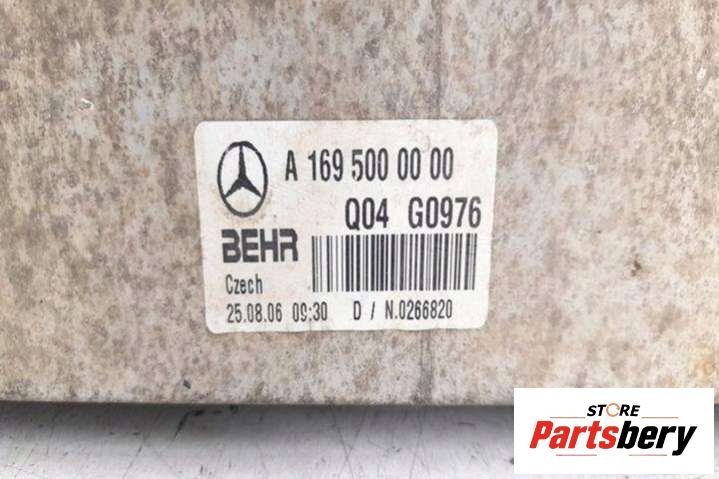 A 169 500 00 00
Q04 G0976
BEHR
Czech
25.08.06 09:30 D / N.0266820
STORE
Partsbery